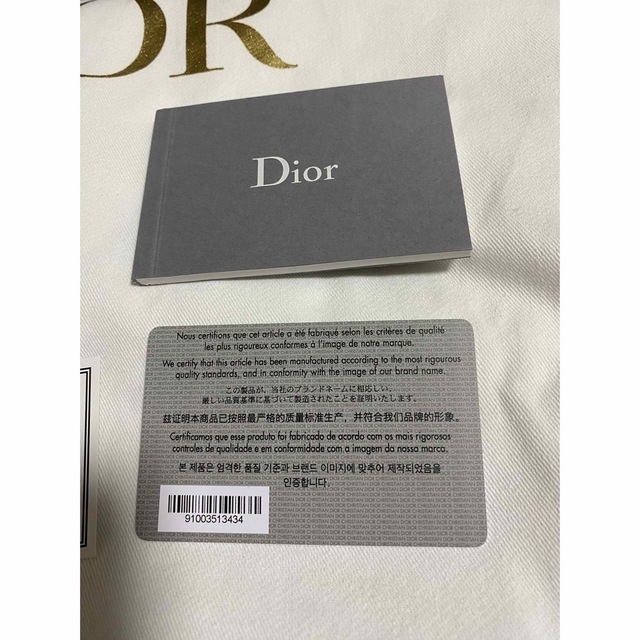 OR
Dior
Nous certifions que cet article a été fabriqué selon les critères de qualité
les plus rigoureux conformes à l'image de notre marque.
We certify that this article has been manufactured according to the most rigourous
quality standards, and in conformity with the image of our brand name.
この製品が、当社のブランドネームに相応しい、
厳しい品質基準に基づいて製造されたことを証明いたします。
兹证明本商品已按照最严格的质量标准生产，并符合我们品牌的形象。
Certificamos que esse produto foi fabricado de acordo com os mais rigorosos
controles de qualidade e em conformidade com a imagem da nossa marca.
본 제품은 엄격한 품질 기준과 브랜드 이미지에 맞추어 제작되었음을
인증합니다.
91003513434